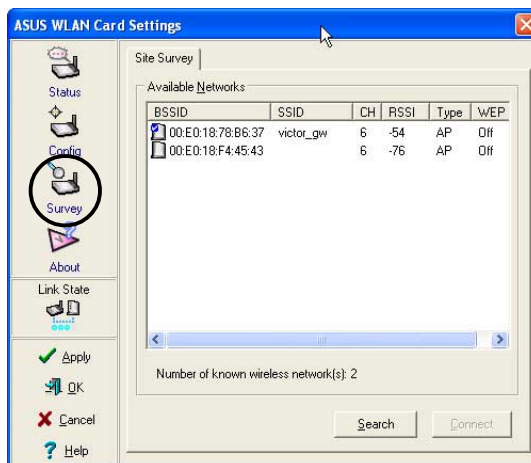 ASUS WLAN Card Settings
Status
Config
Survey
About
Link State
Apply
OK
Cancel
Help
Site Survey
Available Networks
BSSID SSID CH RSSI Type WEP
00:E0:18:78:B6:37 victor_gw 6 -54 AP Off
00:E0:18:F4:45:43 6 -76 AP Off
Number of known wireless network(s): 2
Search Connect